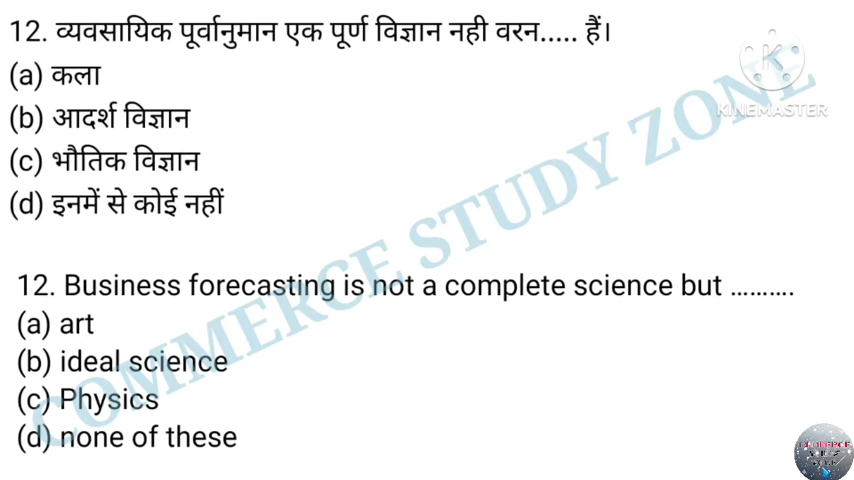 12. व्यवसायिक पूर्वानुमान एक पूर्ण विज्ञान नही वरन..... हैं।
(a) कला
(b) आदर्श विज्ञान
(c) भौतिक विज्ञान
(d) इनमें से कोई नहीं
KINEMASTER
COMMERCE STUDY ZONE
12. Business forecasting is not a complete science but ..........
(a) art
(b) ideal science
(c) Physics
(d) none of these